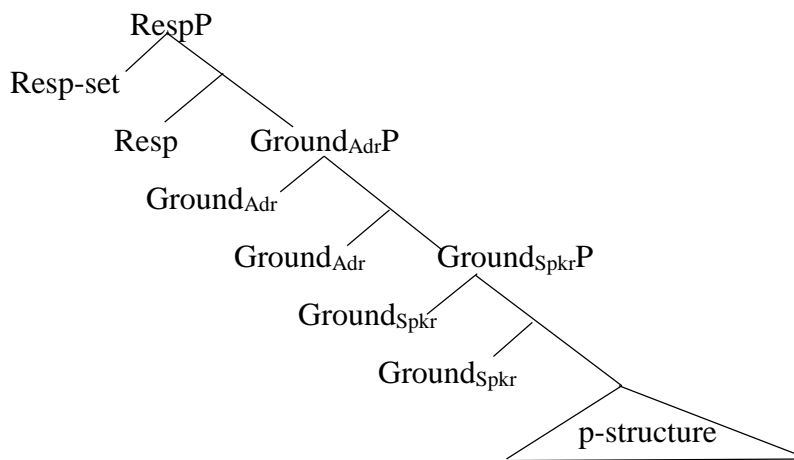 RespP
Resp-set
Resp GroundAdrP
GroundAdr
GroundAdr GroundSpkrP
GroundSpkr
GroundSpkr
p-structure